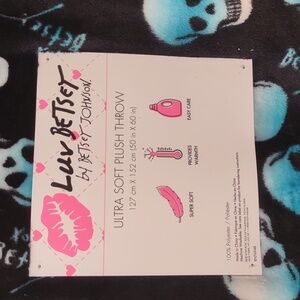 LUV BETSEY
by BETSEY JOHNSON.
ULTRA SOFT PLUSH THROW
127 cm X 152 cm (50 in X 60 in)
EASY CARE
PROVIDES
WARMTH
SUPER SOFT
100% Polyester / Polyester